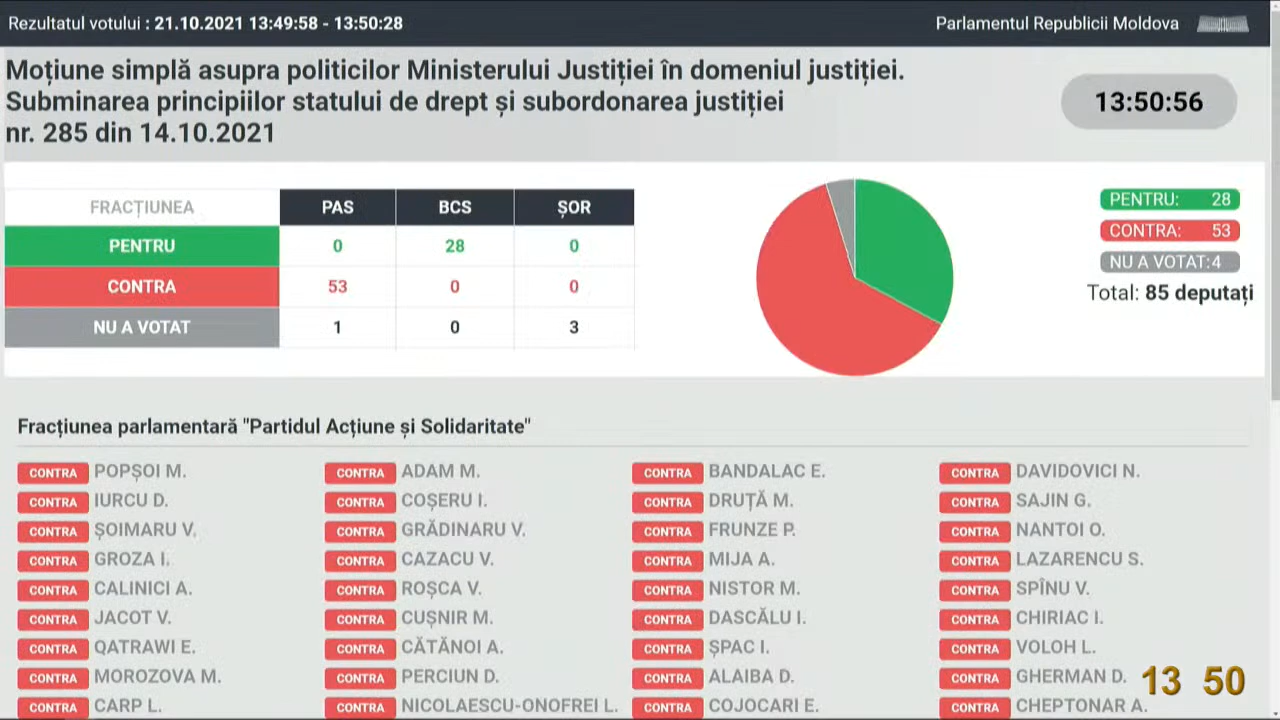 Rezultatul votului : 21.10.2021 13:49:58 - 13:50:28
Parlamentul Republicii Moldova
Moțiune simplă asupra politicilor Ministerului Justiției în domeniul justiției.
Subminarea principiilor statului de drept și subordonarea justiției
nr. 285 din 14.10.2021
13:50:56
FRACȚIUNEA PAS BCS ȘOR
PENTRU 0 28 0
CONTRA 53 0 0
NU A VOTAT 1 0 3
PENTRU: 28
CONTRA: 53
NU A VOTAT:4
Total: 85 deputați
Fracțiunea parlamentară "Partidul Acțiune și Solidaritate"
CONTRA POPȘOI M. CONTRA ADAM M. CONTRA BANDALAC E. CONTRA DAVIDOVICI N.
CONTRA IURCU D. CONTRA COȘERU I. CONTRA DRUȚĂ M. CONTRA SAJIN G.
CONTRA ȘOIMARU V. CONTRA GRĂDINARU V. CONTRA FRUNZE P. CONTRA NANTOI O.
CONTRA GROZA I. CONTRA CAZACU V. CONTRA MIJA A. CONTRA LAZARENCU S.
CONTRA CALINICI A. CONTRA ROȘCA V. CONTRA NISTOR M. CONTRA SPÎNU V.
CONTRA JACOT V. CONTRA CUȘNIR M. CONTRA DASCĂLU I. CONTRA CHIRIAC I.
CONTRA QATRAWI E. CONTRA CĂTĂNOI A. CONTRA ȘPAC I. CONTRA VOLOH L.
CONTRA MOROZOVA M. CONTRA PERCIUN D. CONTRA ALAIBA D. CONTRA GHERMAN D.
CONTRA CARP L. CONTRA NICOLAESCU-ONOFREI L. CONTRA COJOCARI E. CONTRA CHEPTONAR A.
13 50